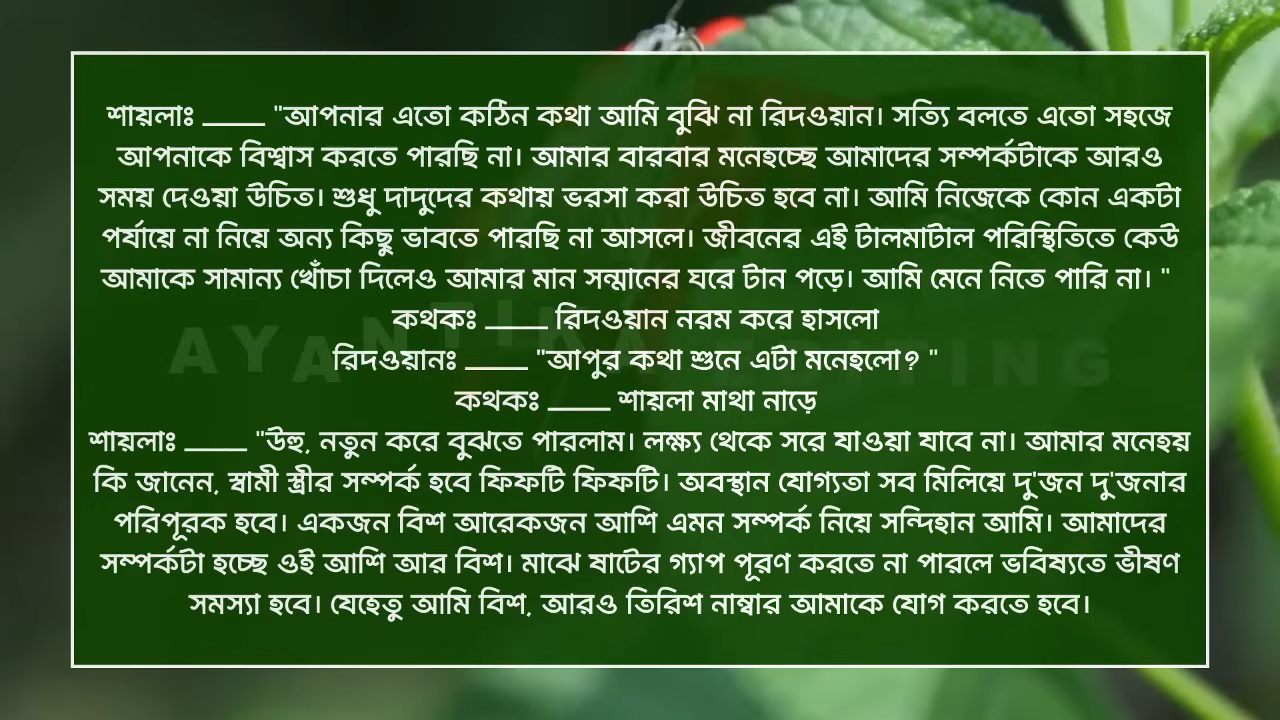 শায়লাঃ ____ "আপনার এতো কঠিন কথা আমি বুঝি না রিদওয়ান। সত্যি বলতে এতো সহজে
আপনাকে বিশ্বাস করতে পারছি না। আমার বারবার মনেহচ্ছে আমাদের সম্পর্কটাকে আরও
সময় দেওয়া উচিত। শুধু দাদুদের কথায় ভরসা করা উচিত হবে না। আমি নিজেকে কোন একটা
পর্যায়ে না নিয়ে অন্য কিছু ভাবতে পারছি না আসলে। জীবনের এই টালমাটাল পরিস্থিতিতে কেউ
আমাকে সামান্য খোঁচা দিলেও আমার মান সন্মানের ঘরে টান পড়ে। আমি মেনে নিতে পারি না। "
কথকঃ ____ রিদওয়ান নরম করে হাসলো
রিদওয়ানঃ ____ "আপুর কথা শুনে এটা মনেহলো? "
কথকঃ ____ শায়লা মাথা নাড়ে
শায়লাঃ ____ "উহু, নতুন করে বুঝতে পারলাম। লক্ষ্য থেকে সরে যাওয়া যাবে না। আমার মনেহয়
কি জানেন, স্বামী স্ত্রীর সম্পর্ক হবে ফিফটি ফিফটি। অবস্থান যোগ্যতা সব মিলিয়ে দু'জন দু'জনার
পরিপূরক হবে। একজন বিশ আরেকজন আশি এমন সম্পর্ক নিয়ে সন্দিহান আমি। আমাদের
সম্পর্কটা হচ্ছে ওই আশি আর বিশ। মাঝে ষাটের গ্যাপ পূরণ করতে না পারলে ভবিষ্যতে ভীষণ
সমস্যা হবে। যেহেতু আমি বিশ, আরও তিরিশ নাম্বার আমাকে যোগ করতে হবে।